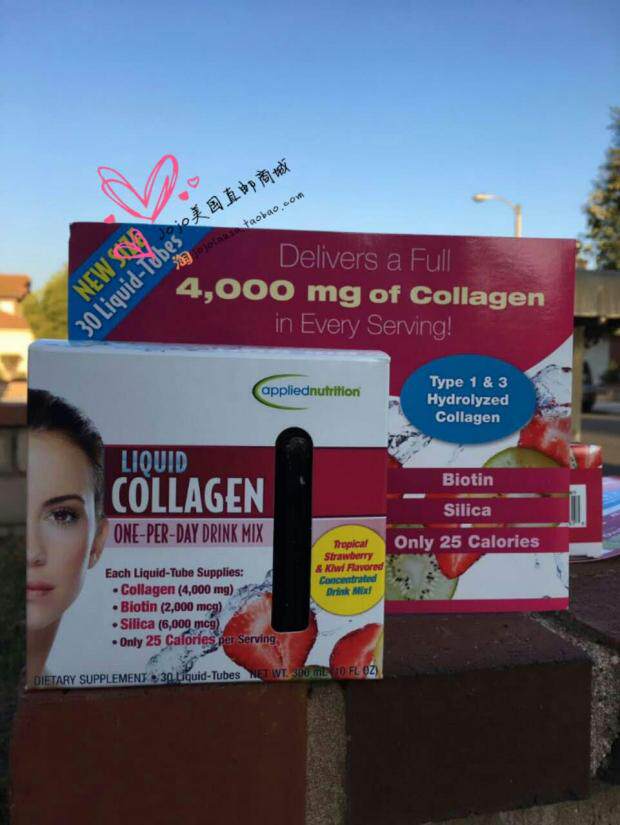 Jojo美国直邮商城
淘 jojolausa.taobao.com
NEW SIZE
30 Liquid-Tubes
Delivers a Full
4,000 mg of Collagen
in Every Serving!
Type 1 & 3
Hydrolyzed
Collagen
Biotin
Silica
Only 25 Calories
appliednutrition
LIQUID
COLLAGEN
ONE-PER-DAY DRINK MIX
Tropical
Strawberry
& Kiwi Flavored
Concentrated
Drink Mix!
Each Liquid-Tube Supplies:
• Collagen (4,000 mg)
• Biotin (2,000 mcg)
• Silica (6,000 mcg)
• Only 25 Calories per Serving
DIETARY SUPPLEMENT • 30 Liquid-Tubes NET WT. 300 mL (10 FL OZ)